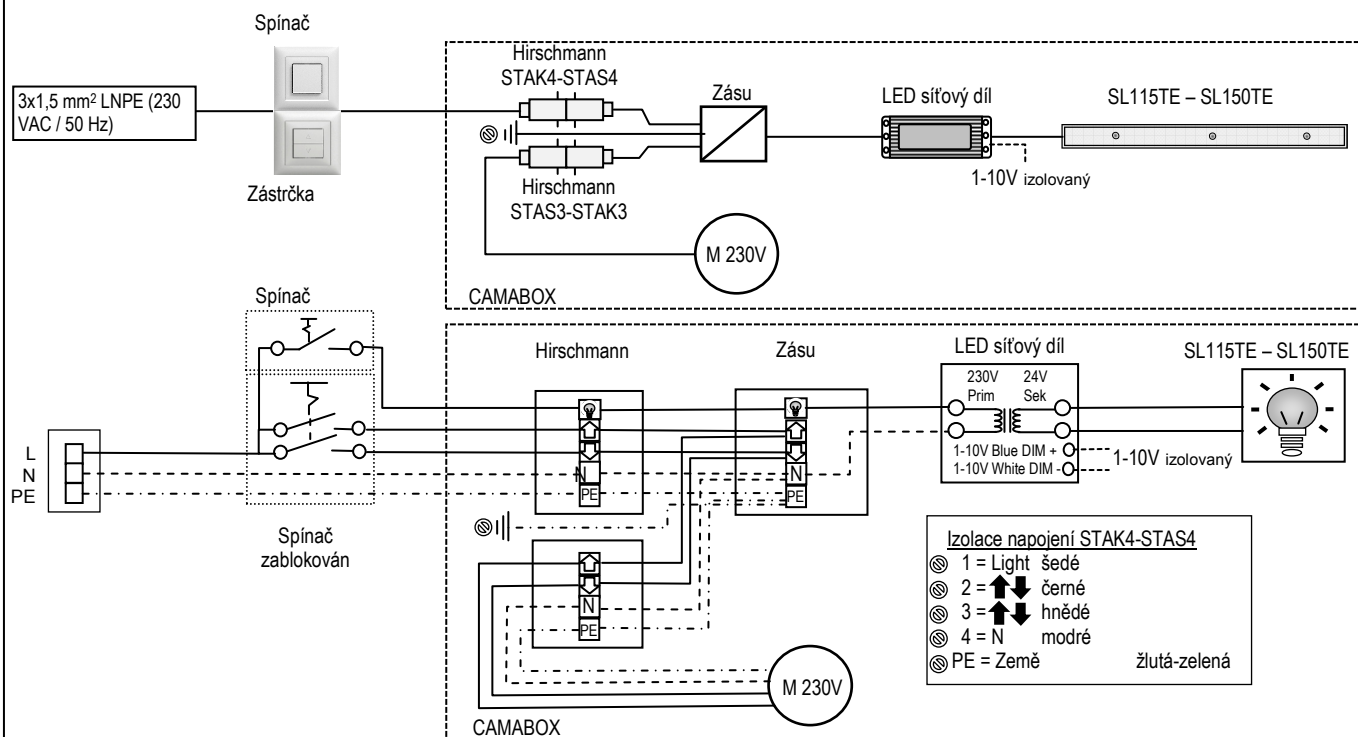 Spínač
3x1,5 mm² LNPE (230
VAC / 50 Hz)
Zástrčka
Hirschmann
STAK4-STAS4
Zásu
LED síťový díl
SL115TE – SL150TE
1-10V izolovaný
Hirschmann
STAS3-STAK3
M 230V
CAMABOX
Spínač
L
N
PE
Spínač
zablokován
Hirschmann
N
PE
Zásu
N
PE
LED síťový díl
230V
Prim
24V
Sek
1-10V Blue DIM +
1-10V White DIM -
1-10V izolovaný
SL115TE – SL150TE
N
PE
M 230V
CAMABOX
Izolace napojení STAK4-STAS4
1 = Light šedé
2 = černé
3 = hnědé
4 = N modré
PE = Země žlutá-zelená